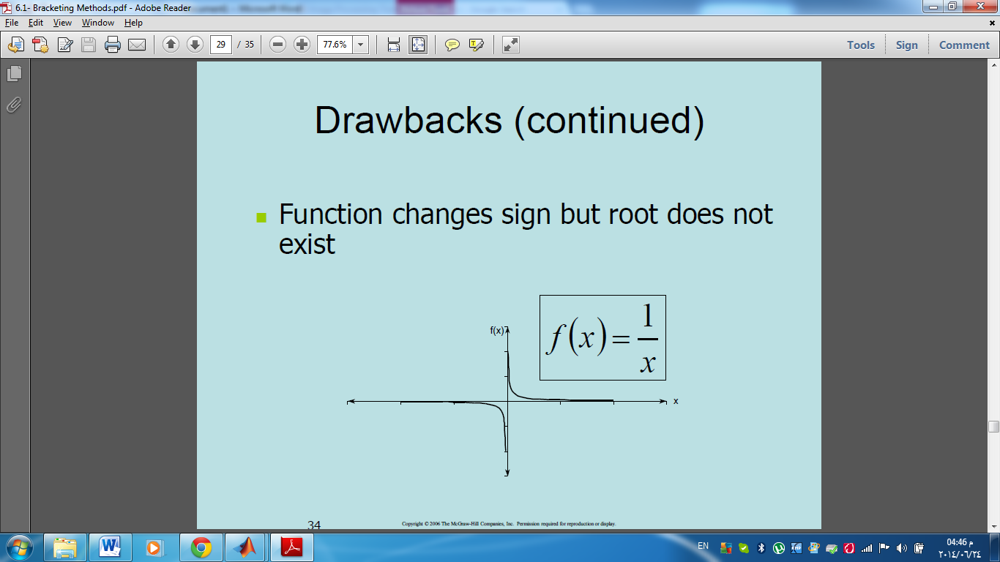 6.1- Bracketing Methods.pdf - Adobe Reader
File Edit View Window Help
29 / 35 77.6% Tools Sign Comment
Drawbacks (continued)
Function changes sign but root does not
exist
f(x) = 1/x
f(x)
x
34
Copyright © 2006 The McGraw-Hill Companies, Inc. Permission required for reproduction or display.
EN
04:46 م
٢٠١٤/٠٦/٢٤